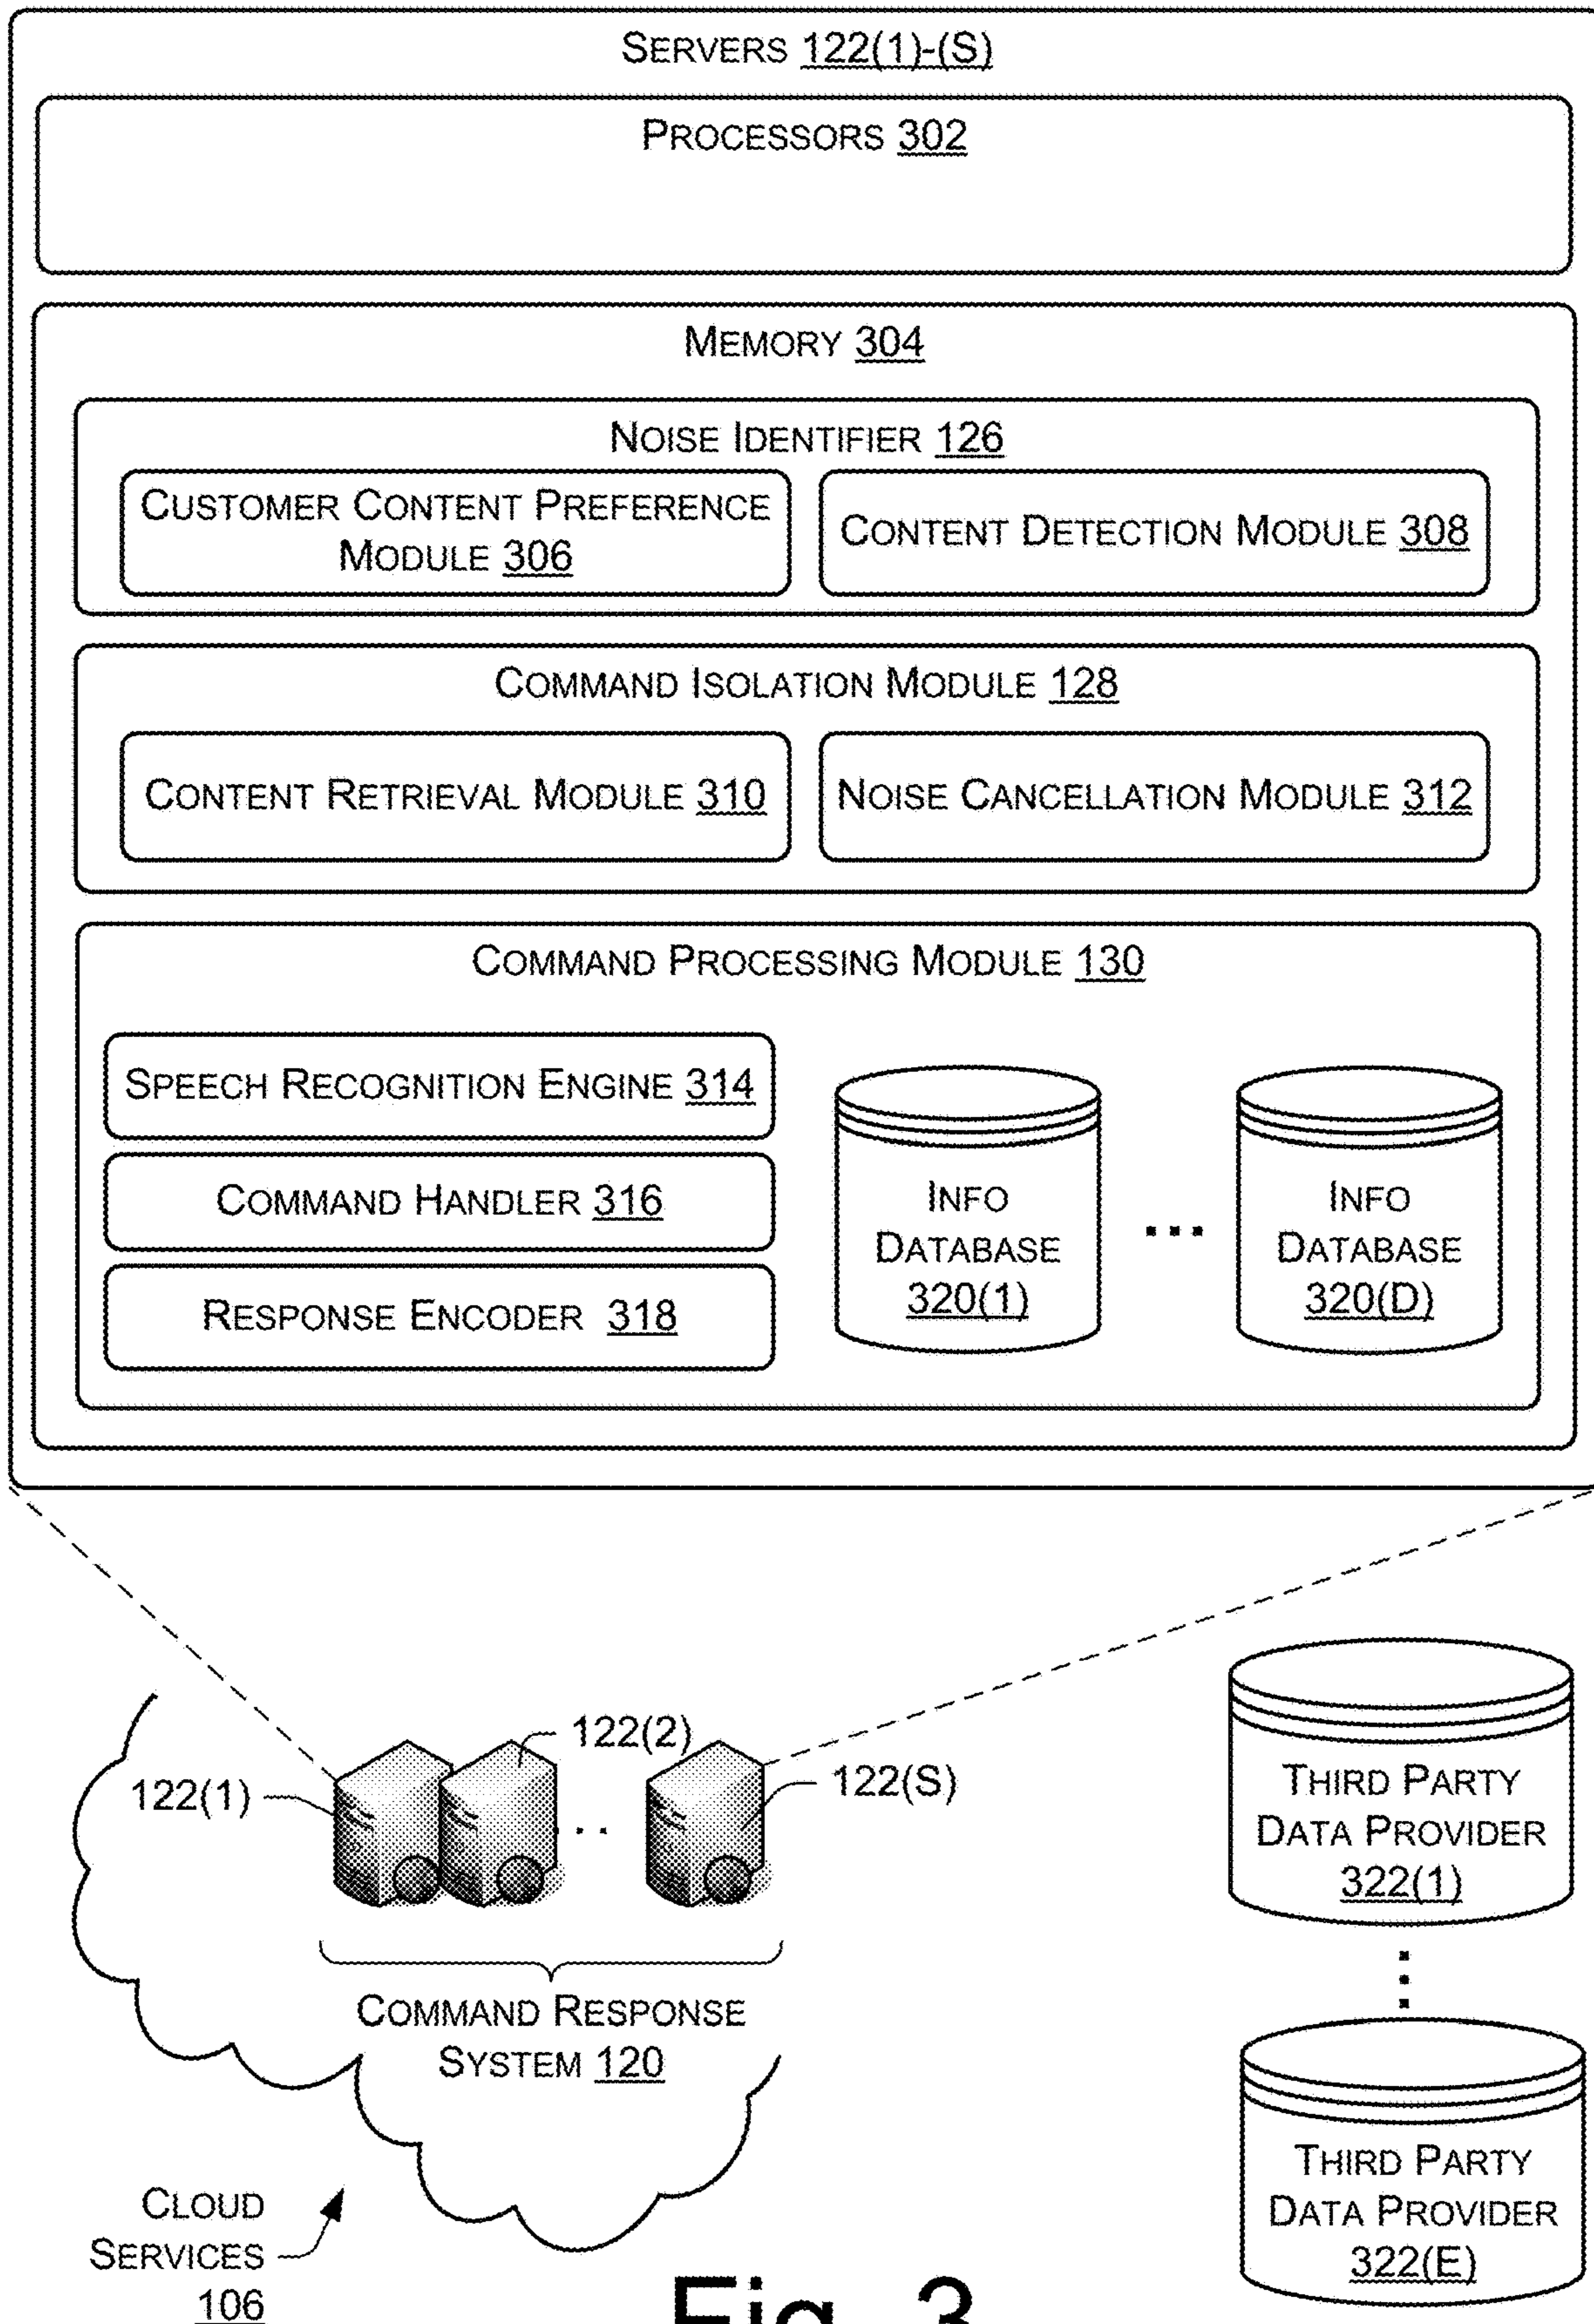 SERVERS 122(1)-(S)
PROCESSORS 302
MEMORY 304
NOISE IDENTIFIER 126
CUSTOMER CONTENT PREFERENCE
MODULE 306
CONTENT DETECTION MODULE 308
COMMAND ISOLATION MODULE 128
CONTENT RETRIEVAL MODULE 310
NOISE CANCELLATION MODULE 312
COMMAND PROCESSING MODULE 130
SPEECH RECOGNITION ENGINE 314
COMMAND HANDLER 316
RESPONSE ENCODER 318
INFO
DATABASE
320(1)
...
INFO
DATABASE
320(D)
122(1)
122(2)
122(S)
COMMAND RESPONSE
SYSTEM 120
CLOUD
SERVICES
106
THIRD PARTY
DATA PROVIDER
322(1)
THIRD PARTY
DATA PROVIDER
322(E)
Fig. 3